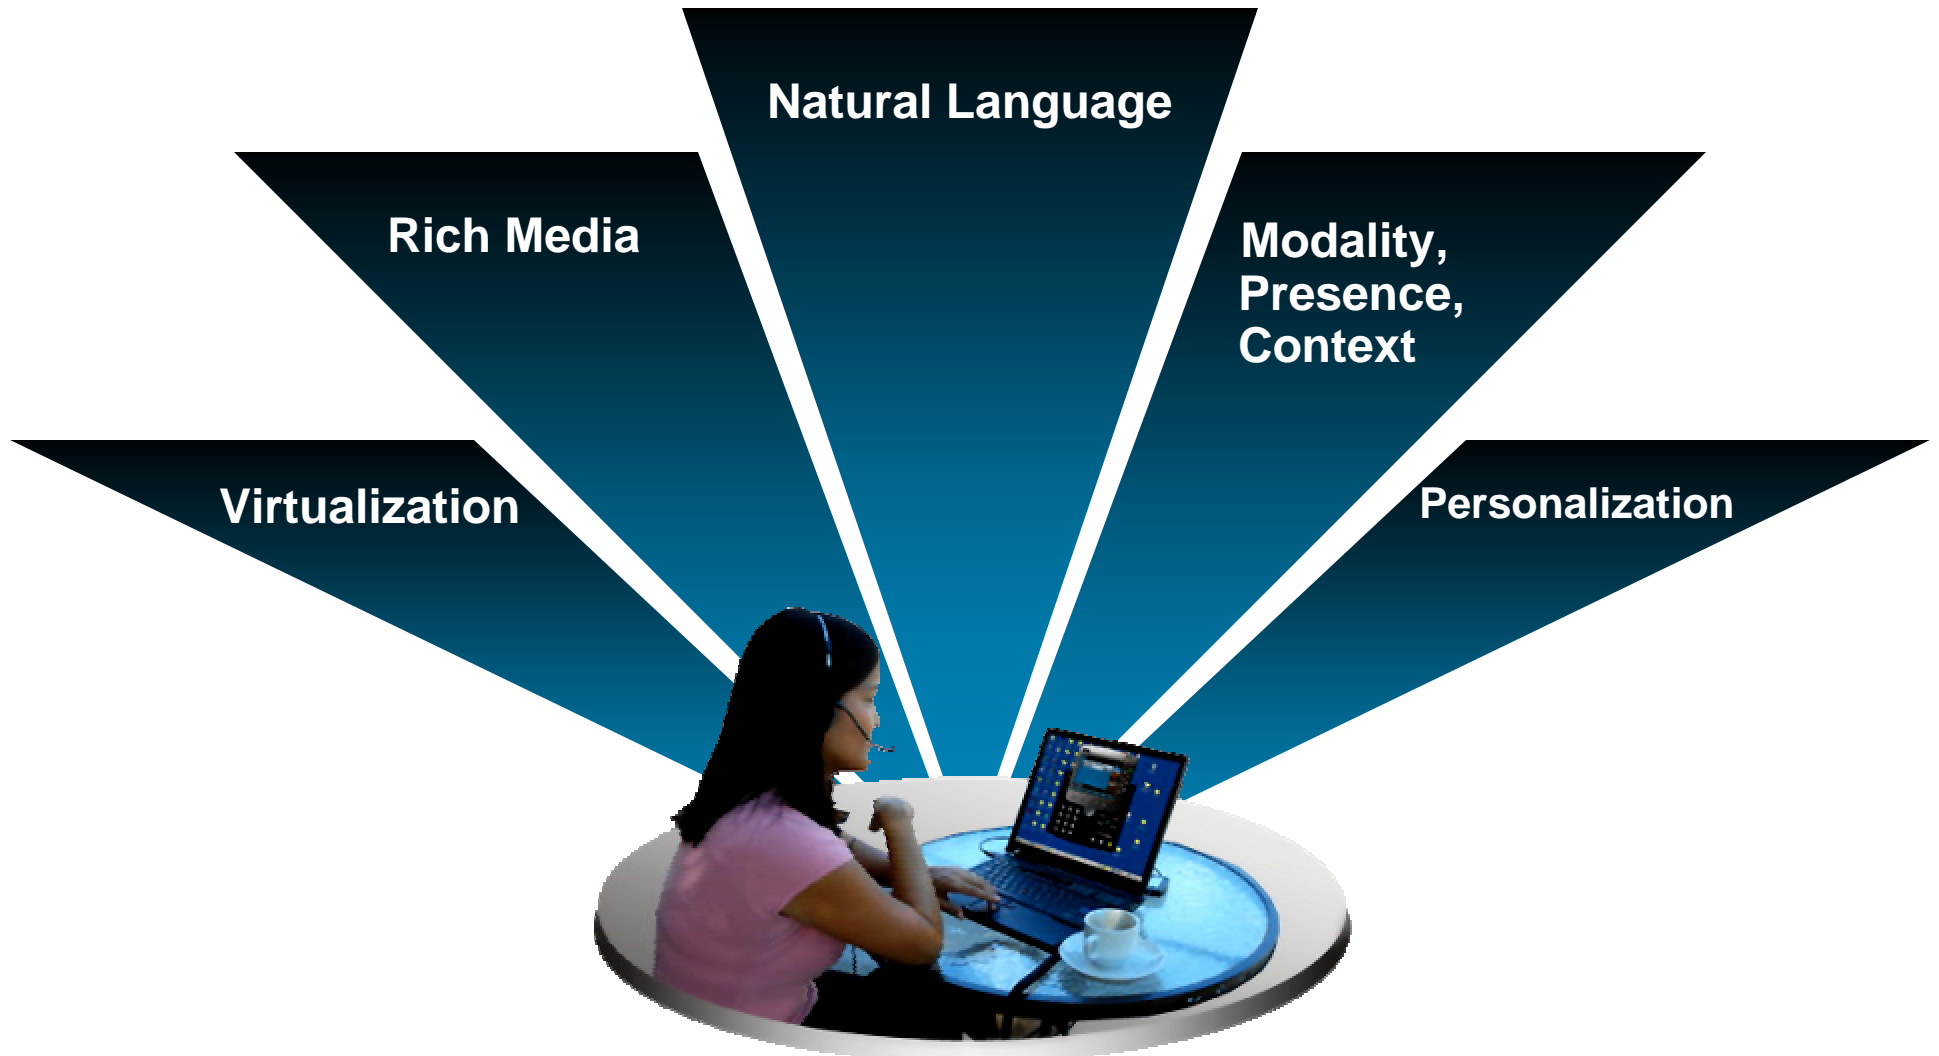 Natural Language
Rich Media
Modality,
Presence,
Context
Virtualization
Personalization